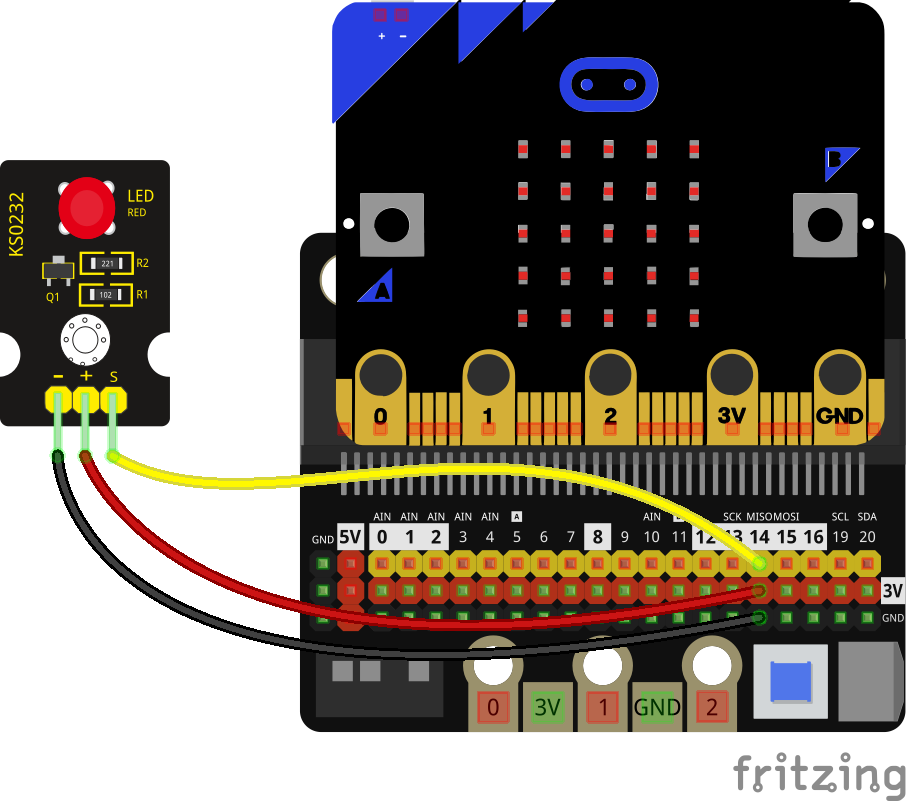 + −
B
KS0232
LED
RED
R2
221
Q1
R1
102
A
− + S
0 1 2 3V GND
AIN AIN AIN AIN AIN A AIN SCK MISO MOSI SCL SDA
GND 5V 0 1 2 3 4 5 6 7 8 9 10 11 12 13 14 15 16 19 20
3V
GND
0 3V 1 GND 2
fritzing